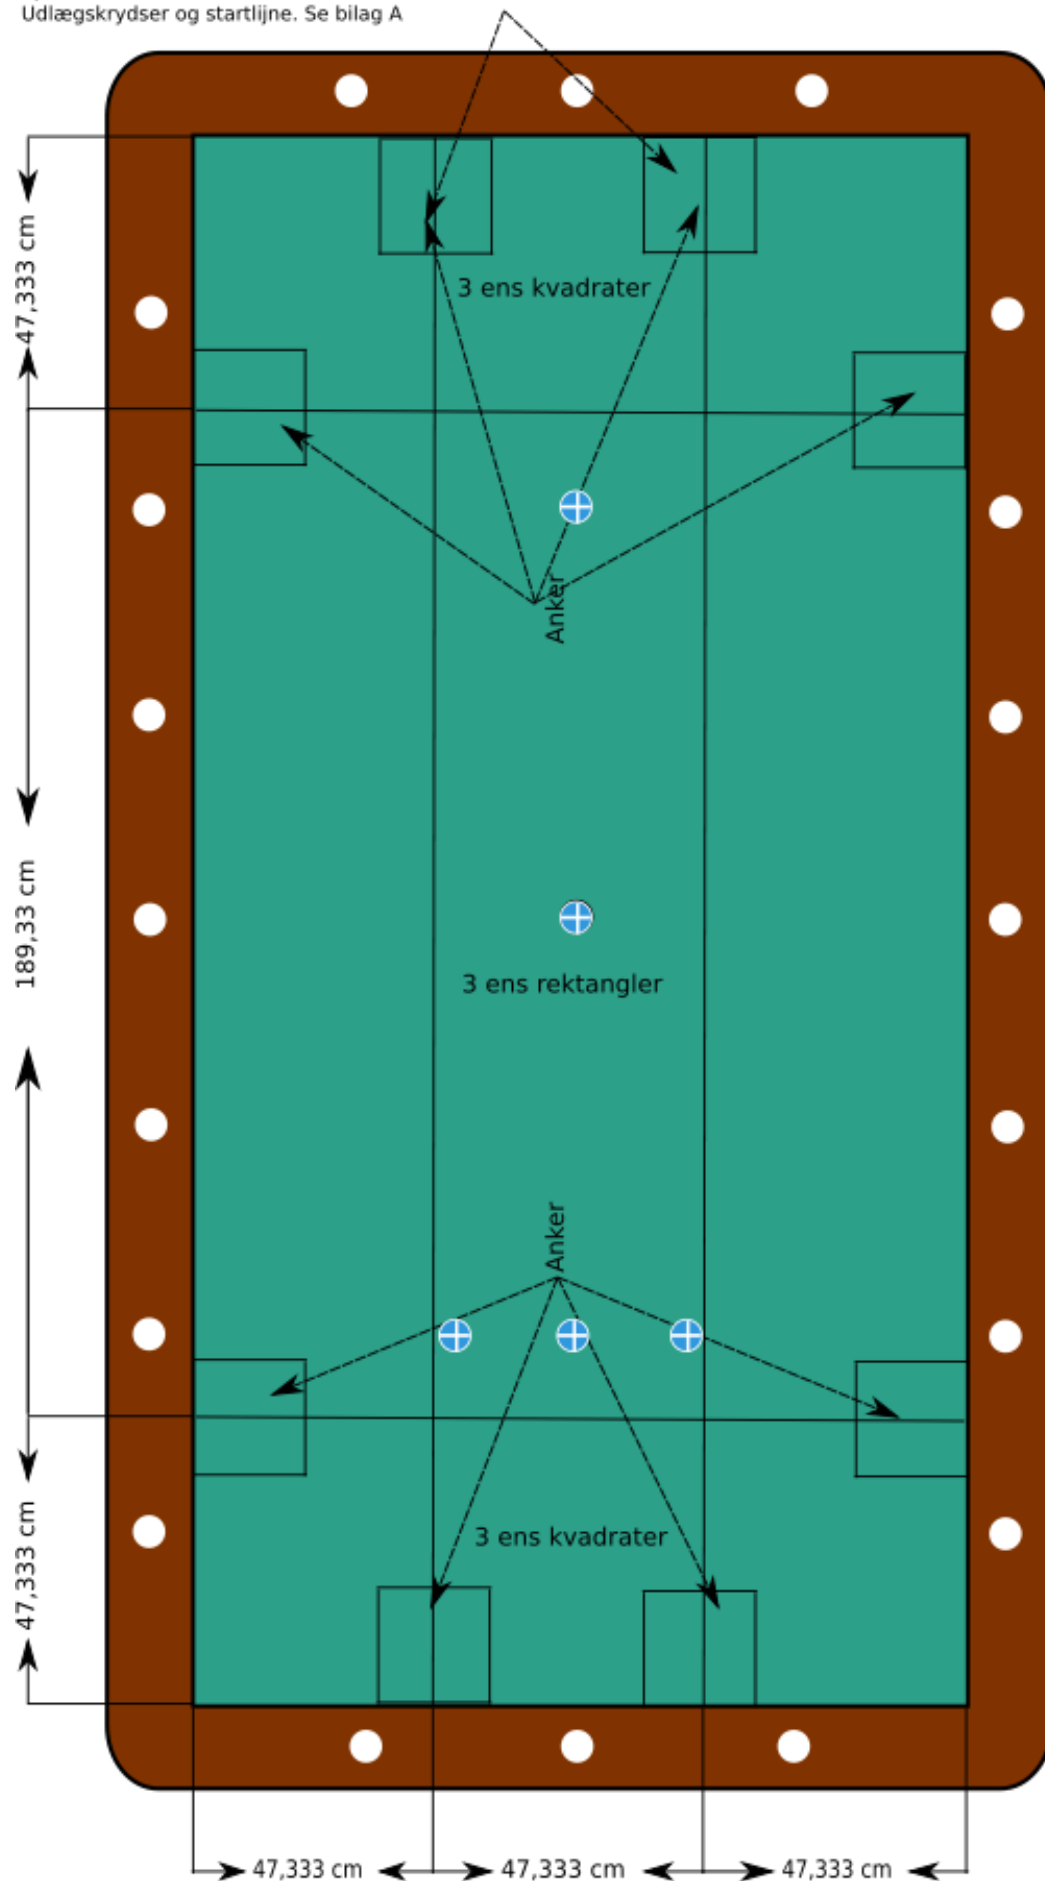 Udlægskrydser og startlijne. Se bilag A
47,333 cm
3 ens kvadrater
Anker
189,33 cm
3 ens rektangler
Anker
47,333 cm
3 ens kvadrater
47,333 cm
47,333 cm
47,333 cm